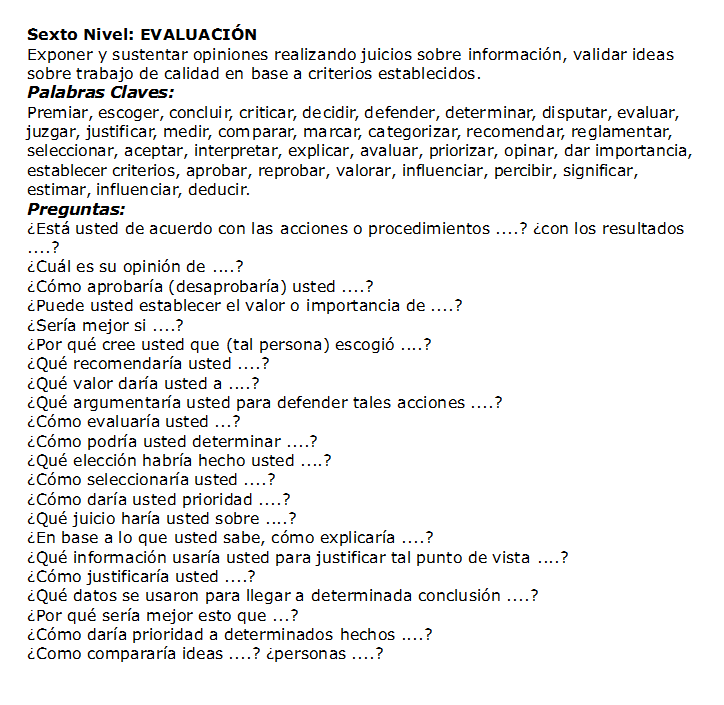 Sexto Nivel: EVALUACIÓN
Exponer y sustentar opiniones realizando juicios sobre información, validar ideas
sobre trabajo de calidad en base a criterios establecidos.
Palabras Claves:
Premiar, escoger, concluir, criticar, decidir, defender, determinar, disputar, evaluar,
juzgar, justificar, medir, comparar, marcar, categorizar, recomendar, reglamentar,
seleccionar, aceptar, interpretar, explicar, avaluar, priorizar, opinar, dar importancia,
establecer criterios, aprobar, reprobar, valorar, influenciar, percibir, significar,
estimar, influenciar, deducir.
Preguntas:
¿Está usted de acuerdo con las acciones o procedimientos ....? ¿con los resultados
....?
¿Cuál es su opinión de ....?
¿Cómo aprobaría (desaprobaría) usted ....?
¿Puede usted establecer el valor o importancia de ....?
¿Sería mejor si ....?
¿Por qué cree usted que (tal persona) escogió ....?
¿Qué recomendaría usted ....?
¿Qué valor daría usted a ....?
¿Qué argumentaría usted para defender tales acciones ....?
¿Cómo evaluaría usted ...?
¿Cómo podría usted determinar ....?
¿Qué elección habría hecho usted ....?
¿Cómo seleccionaría usted ....?
¿Cómo daría usted prioridad ....?
¿Qué juicio haría usted sobre ....?
¿En base a lo que usted sabe, cómo explicaría ....?
¿Qué información usaría usted para justificar tal punto de vista ....?
¿Cómo justificaría usted ....?
¿Qué datos se usaron para llegar a determinada conclusión ....?
¿Por qué sería mejor esto que ...?
¿Cómo daría prioridad a determinados hechos ....?
¿Como compararía ideas ....? ¿personas ....?